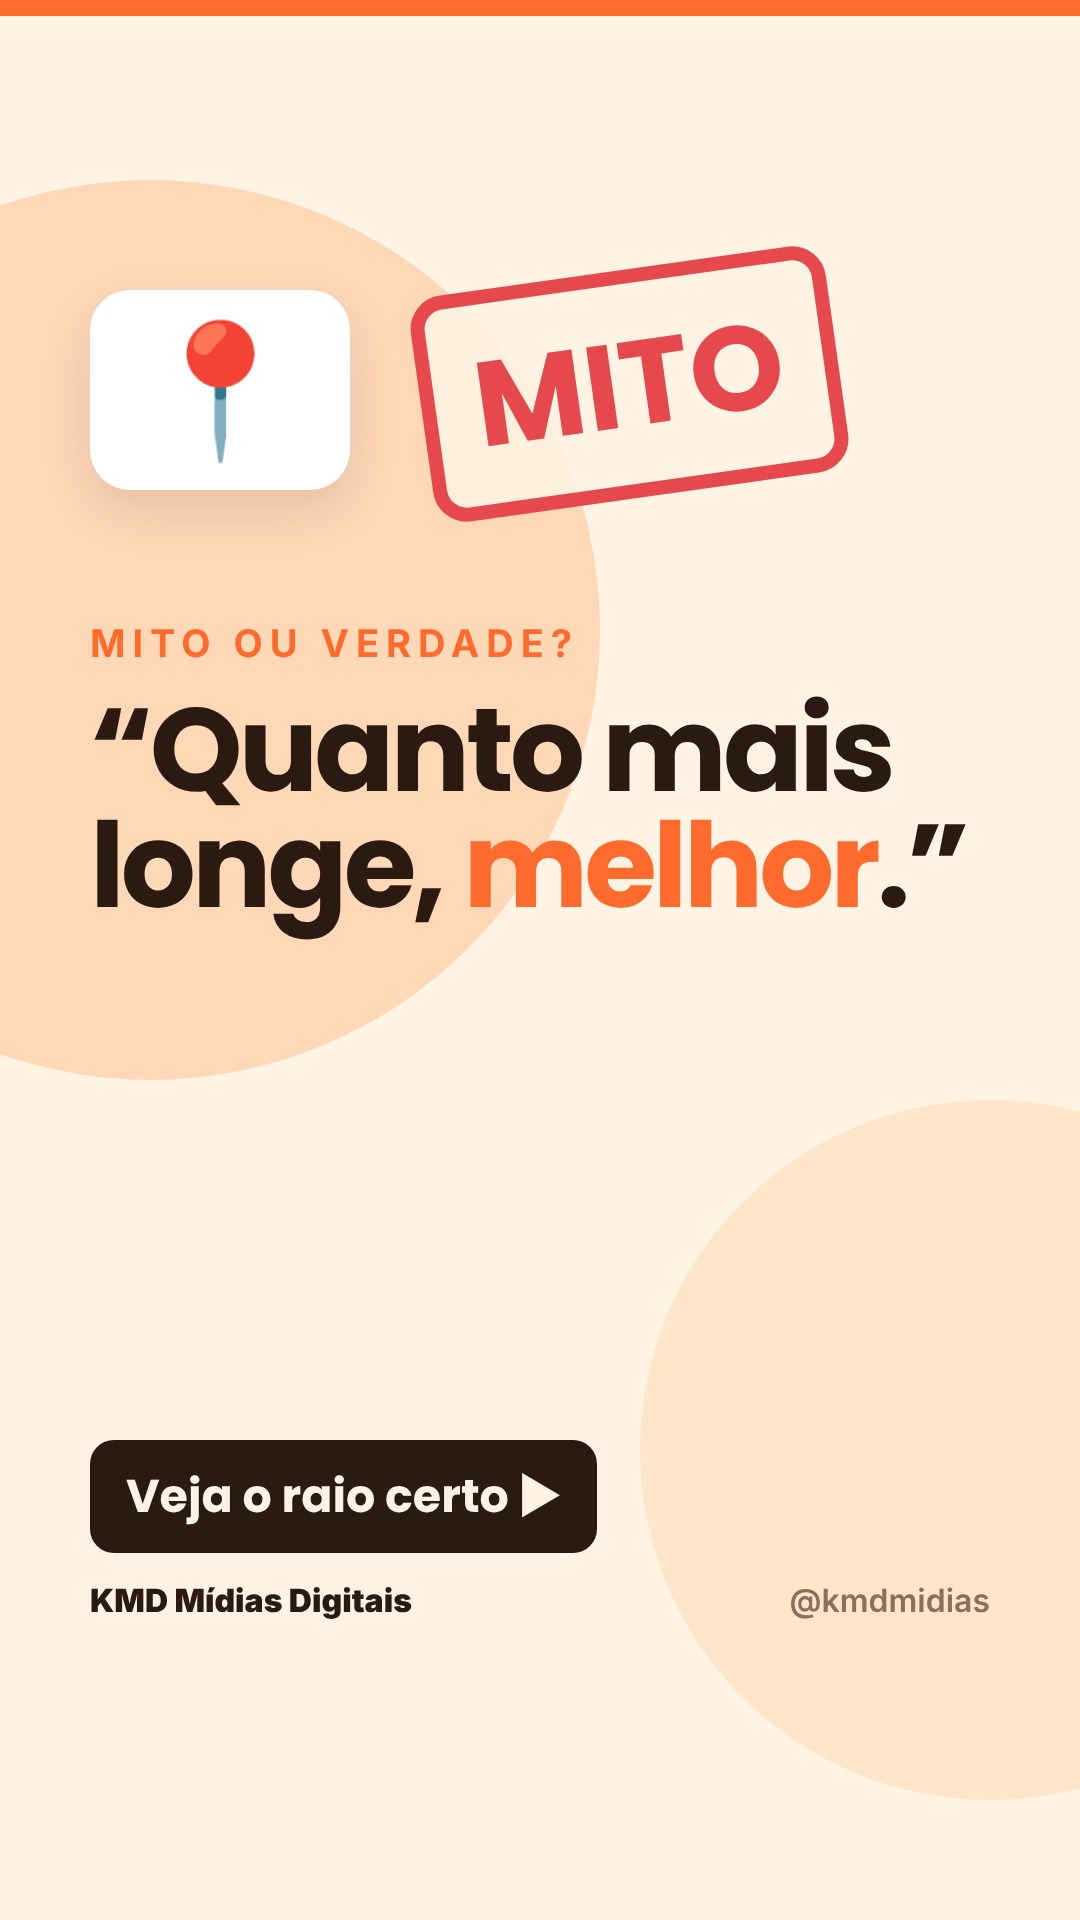 MITO
MITO OU VERDADE?
“Quanto mais
longe, melhor.”
Veja o raio certo ▶
KMD Mídias Digitais
@kmdmidias